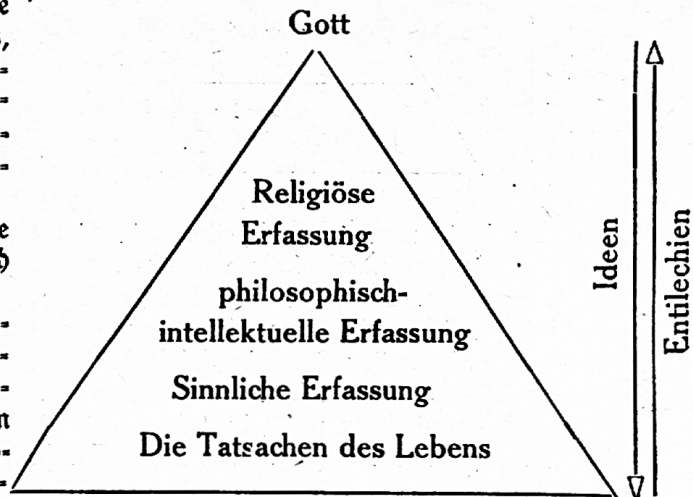 Gott
Religiöse
Erfassung
philosophisch-
intellektuelle Erfassung
Sinnliche Erfassung
Die Tatsachen des Lebens
Ideen
Entilechien